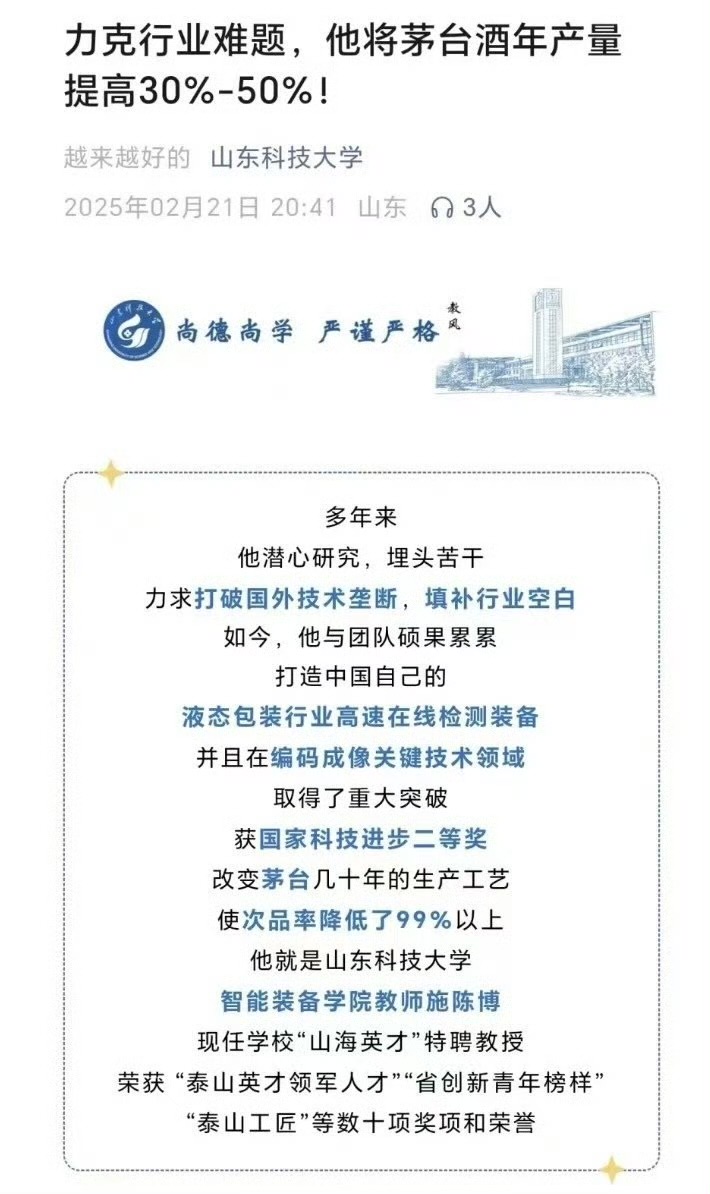 力克行业难题，他将茅台酒年产量
提高30%-50%！
越来越好的 山东科技大学
2025年02月21日 20:41 山东 3人
尚德尚学 严谨严格
教风
多年来
他潜心研究，埋头苦干
力求打破国外技术垄断，填补行业空白
如今，他与团队硕果累累
打造中国自己的
液态包装行业高速在线检测装备
并且在编码成像关键技术领域
取得了重大突破
获国家科技进步二等奖
改变茅台几十年的生产工艺
使次品率降低了99%以上
他就是山东科技大学
智能装备学院教师施陈博
现任学校“山海英才”特聘教授
荣获 “泰山英才领军人才”“省创新青年榜样”
“泰山工匠”等数十项奖项和荣誉